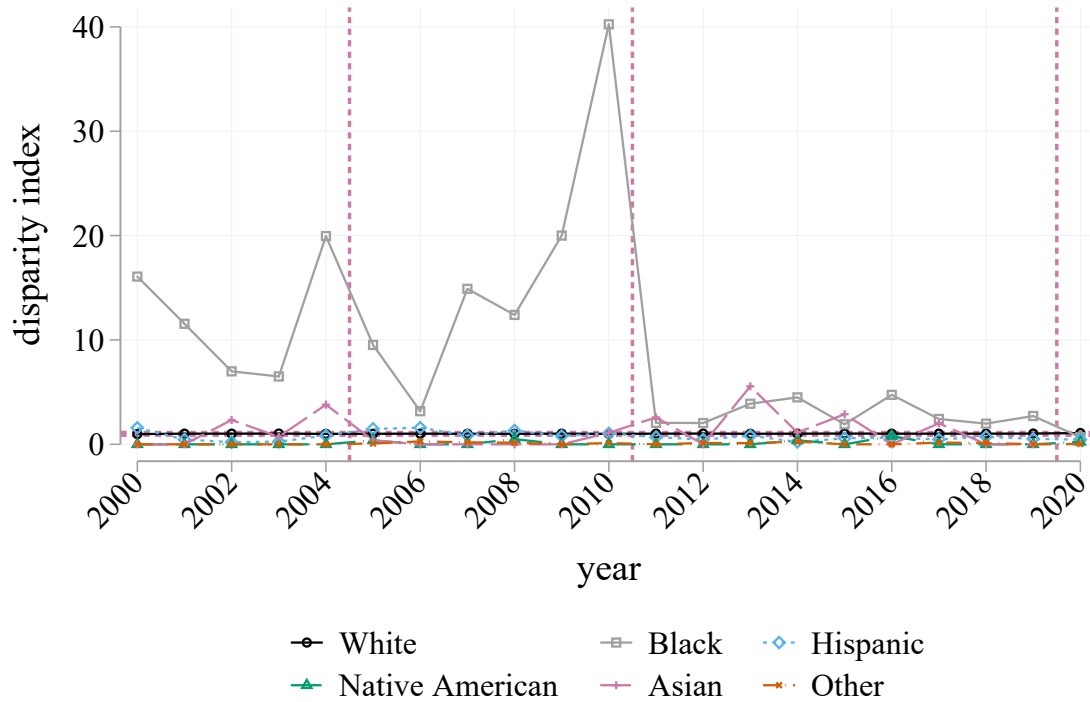 40
30
20
10
0
disparity index
2000 2002 2004 2006 2008 2010 2012 2014 2016 2018 2020
year
White Black Hispanic
Native American Asian Other